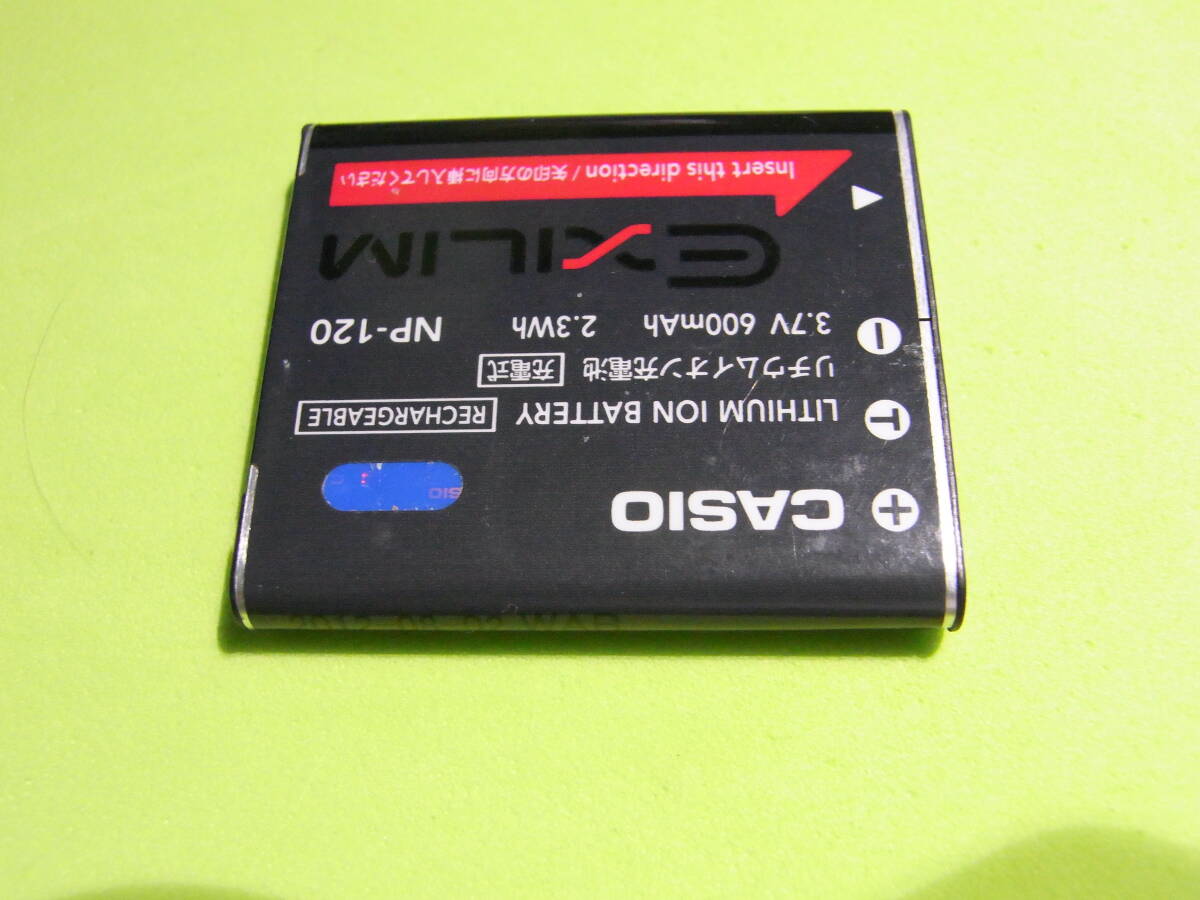 CASIO
LITHIUM ION BATTERY RECHARGEABLE
リチウムイオン充電池 充電式
3.7V 600mAh 2.3Wh NP-120
EXILIM
Insert this direction / 矢印の方向に挿入してください
+
T
−